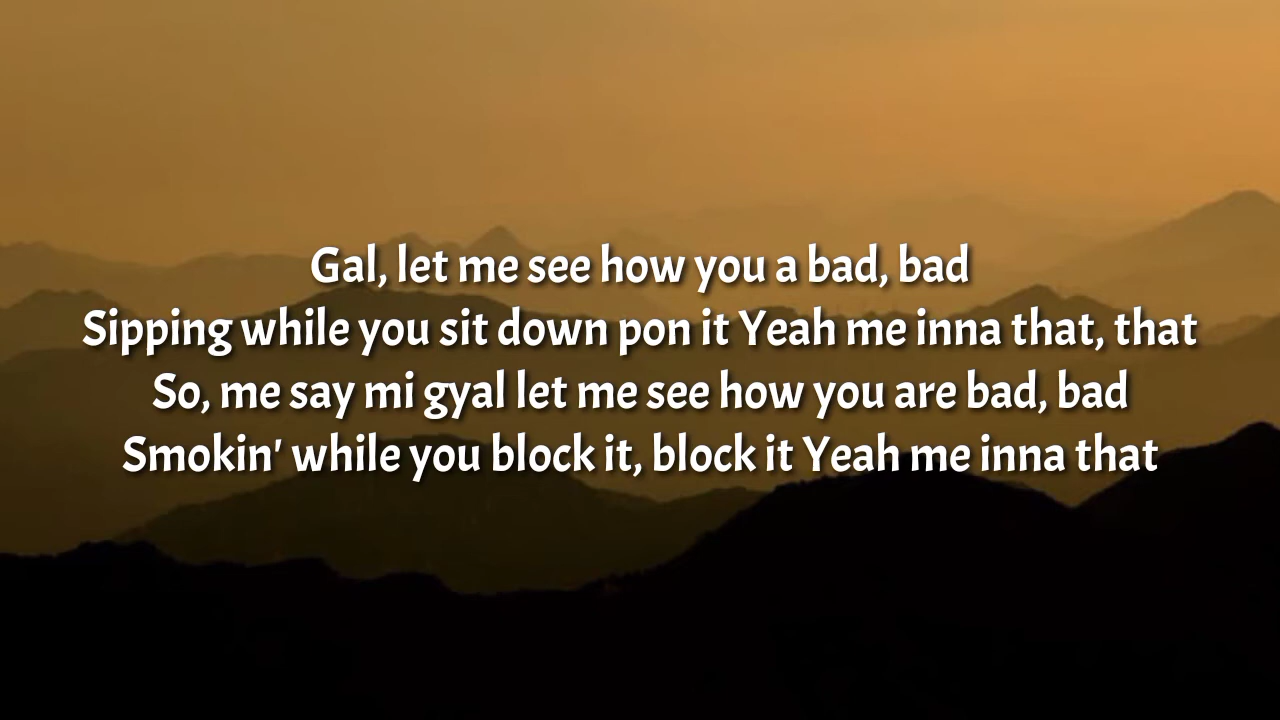 Gal, let me see how you a bad, bad
Sipping while you sit down pon it Yeah me inna that, that
So, me say mi gyal let me see how you are bad, bad
Smokin' while you block it, block it Yeah me inna that